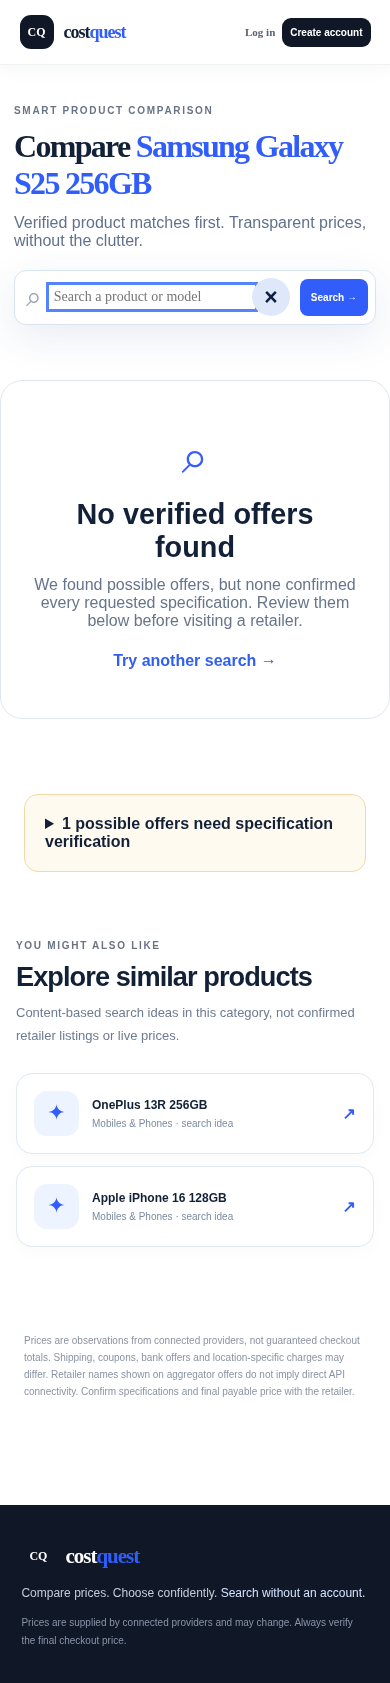 CQ costquest Log in Create account
SMART PRODUCT COMPARISON
Compare Samsung Galaxy
S25 256GB
Verified product matches first. Transparent prices,
without the clutter.
Search a product or model × Search →
No verified offers
found
We found possible offers, but none confirmed
every requested specification. Review them
below before visiting a retailer.
Try another search →
▶ 1 possible offers need specification
verification
YOU MIGHT ALSO LIKE
Explore similar products
Content-based search ideas in this category, not confirmed
retailer listings or live prices.
OnePlus 13R 256GB
Mobiles & Phones · search idea
Apple iPhone 16 128GB
Mobiles & Phones · search idea
Prices are observations from connected providers, not guaranteed checkout
totals. Shipping, coupons, bank offers and location-specific charges may
differ. Retailer names shown on aggregator offers do not imply direct API
connectivity. Confirm specifications and final payable price with the retailer.
CQ costquest
Compare prices. Choose confidently. Search without an account.
Prices are supplied by connected providers and may change. Always verify
the final checkout price.